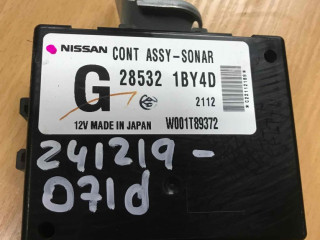 NISSAN CONT ASSY-SONAR
G 28532 1BY4D
2112
12V MADE IN JAPAN W001T89372
241219-
071d